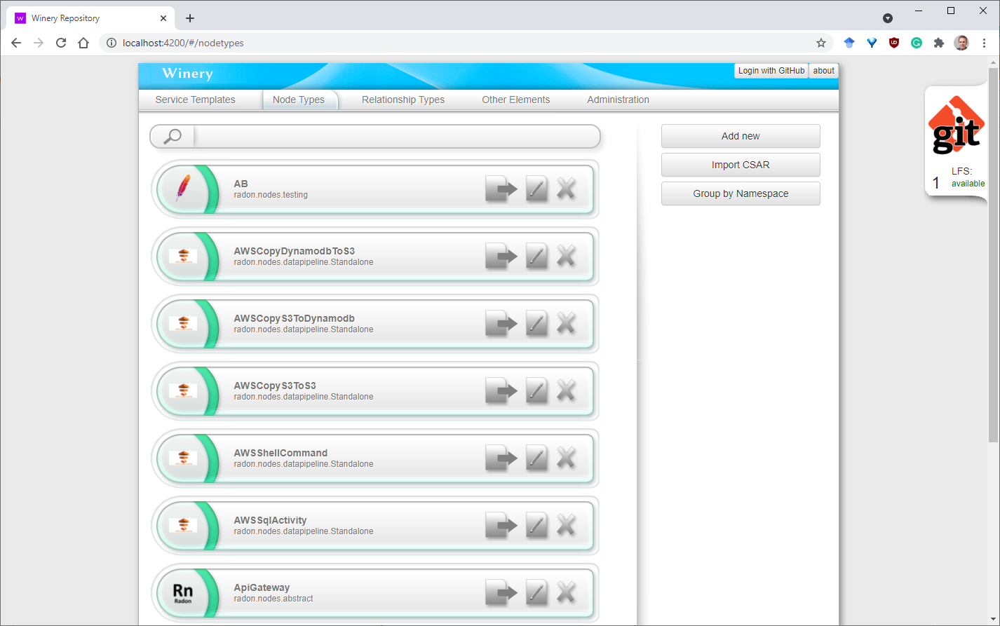 Winery Repository
localhost:4200/#/nodetypes
Winery
Login with GitHub
about
Service Templates
Node Types
Relationship Types
Other Elements
Administration
Add new
Import CSAR
Group by Namespace
git
LFS:
1
available
AB
radon.nodes.testing
AWSCopyDynamodbToS3
radon.nodes.datapipeline.Standalone
AWSCopyS3ToDynamodb
radon.nodes.datapipeline.Standalone
AWSCopyS3ToS3
radon.nodes.datapipeline.Standalone
AWSShellCommand
radon.nodes.datapipeline.Standalone
AWSSqlActivity
radon.nodes.datapipeline.Standalone
Rn
Radon
ApiGateway
radon.nodes.abstract